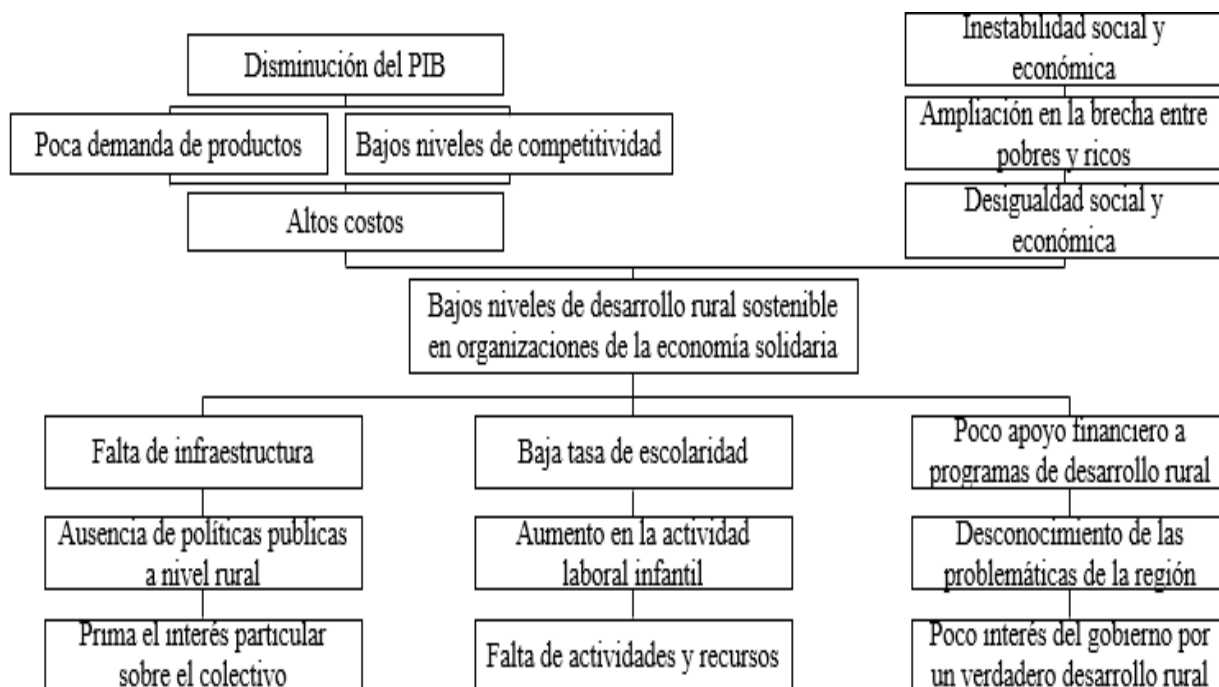 Disminución del PIB
Poca demanda de productos
Bajos niveles de competitividad
Altos costos
Inestabilidad social y
económica
Ampliación en la brecha entre
pobres y ricos
Desigualdad social y
económica
Bajos niveles de desarrollo rural sostenible
en organizaciones de la economía solidaria
Falta de infraestructura
Ausencia de políticas publicas
a nivel rural
Prima el interés particular
sobre el colectivo
Baja tasa de escolaridad
Aumento en la actividad
laboral infantil
Falta de actividades y recursos
Poco apoyo financiero a
programas de desarrollo rural
Desconocimiento de las
problemáticas de la región
Poco interés del gobierno por
un verdadero desarrollo rural